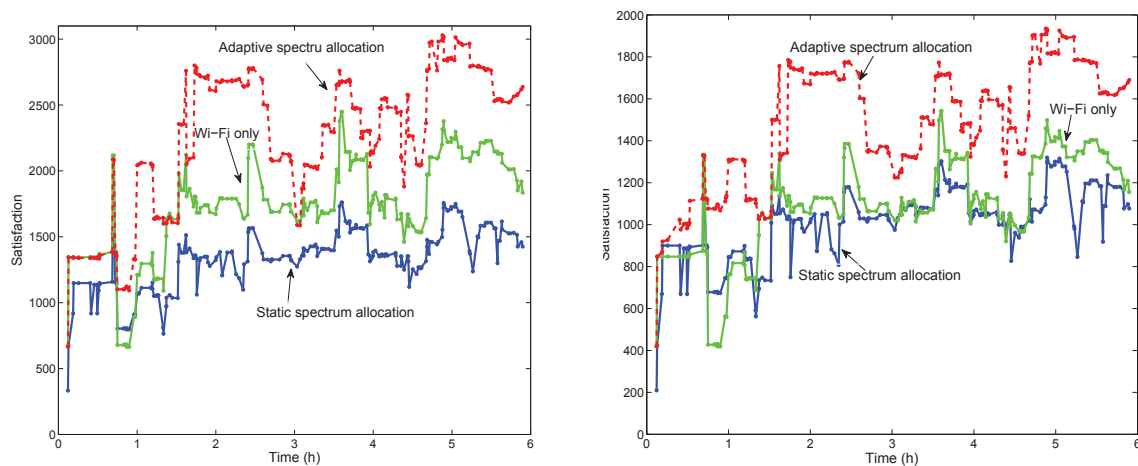 3000
2500
2000
1500
1000
500
0
Satisfaction
0 1 2 3 4 5 6
Time (h)
Adaptive spectru allocation
Wi-Fi only
Static spectrum allocation
2000
1800
1600
1400
1200
1000
800
600
400
200
0
Satisfaction
0 1 2 3 4 5 6
Time (h)
Adaptive spectrum allocation
Wi-Fi only
Static spectrum allocation